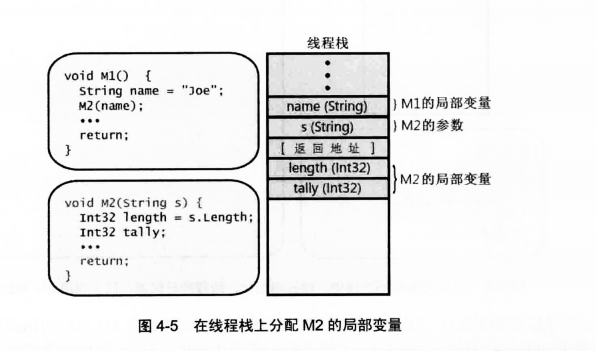 void M1() {
String name = "Joe";
M2(name);
•••
return;
}
void M2(String s) {
Int32 length = s.Length;
Int32 tally;
•••
return;
}
线程栈
•
•
•
name (String)
M1的局部变量
s (String)
M2的参数
[ 返回地址 ]
length (Int32)
tally (Int32)
M2的局部变量
图 4-5 在线程栈上分配 M2 的局部变量